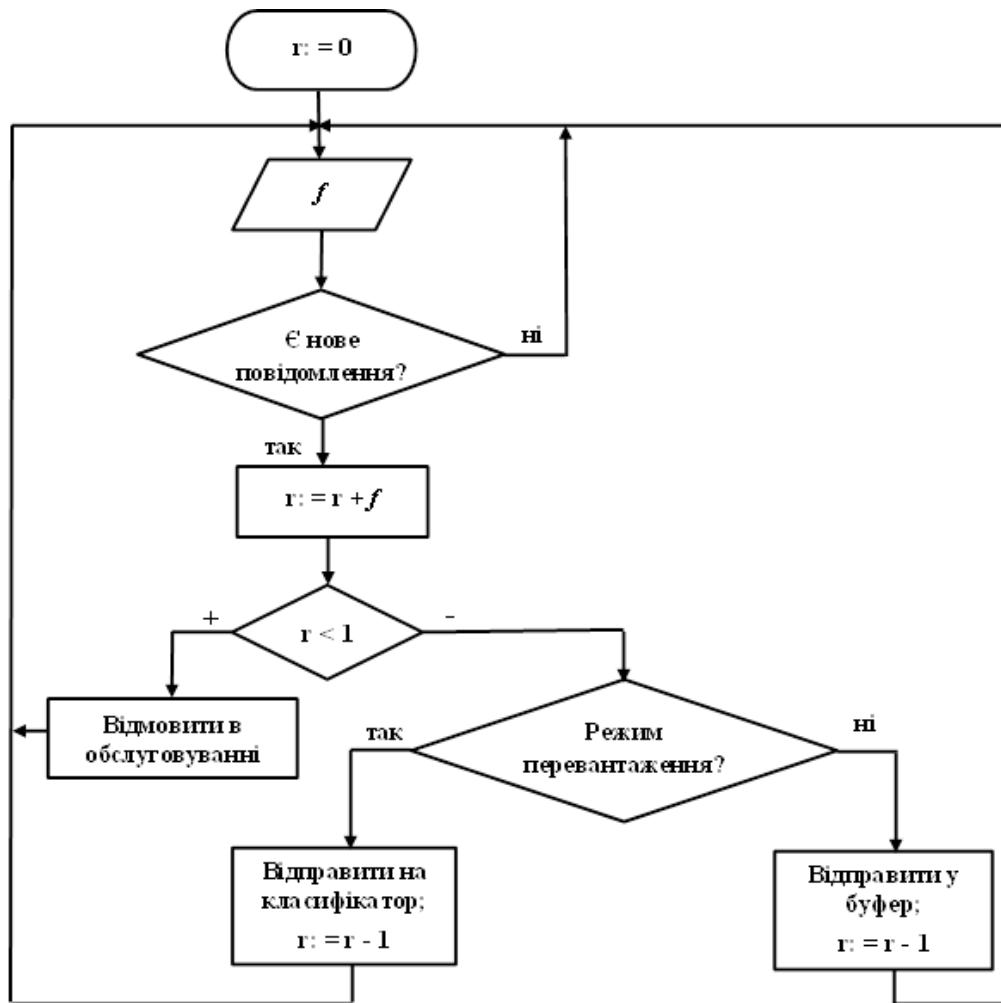 r: = 0
f
Є нове
повідомлення?
ні
так
r: = r + f
+
-
r < 1
Відмовити в
обслуговуванні
так
Режим
перевантаження?
ні
Відправити на
класифікатор;
r: = r - 1
Відправити у
буфер;
r: = r - 1